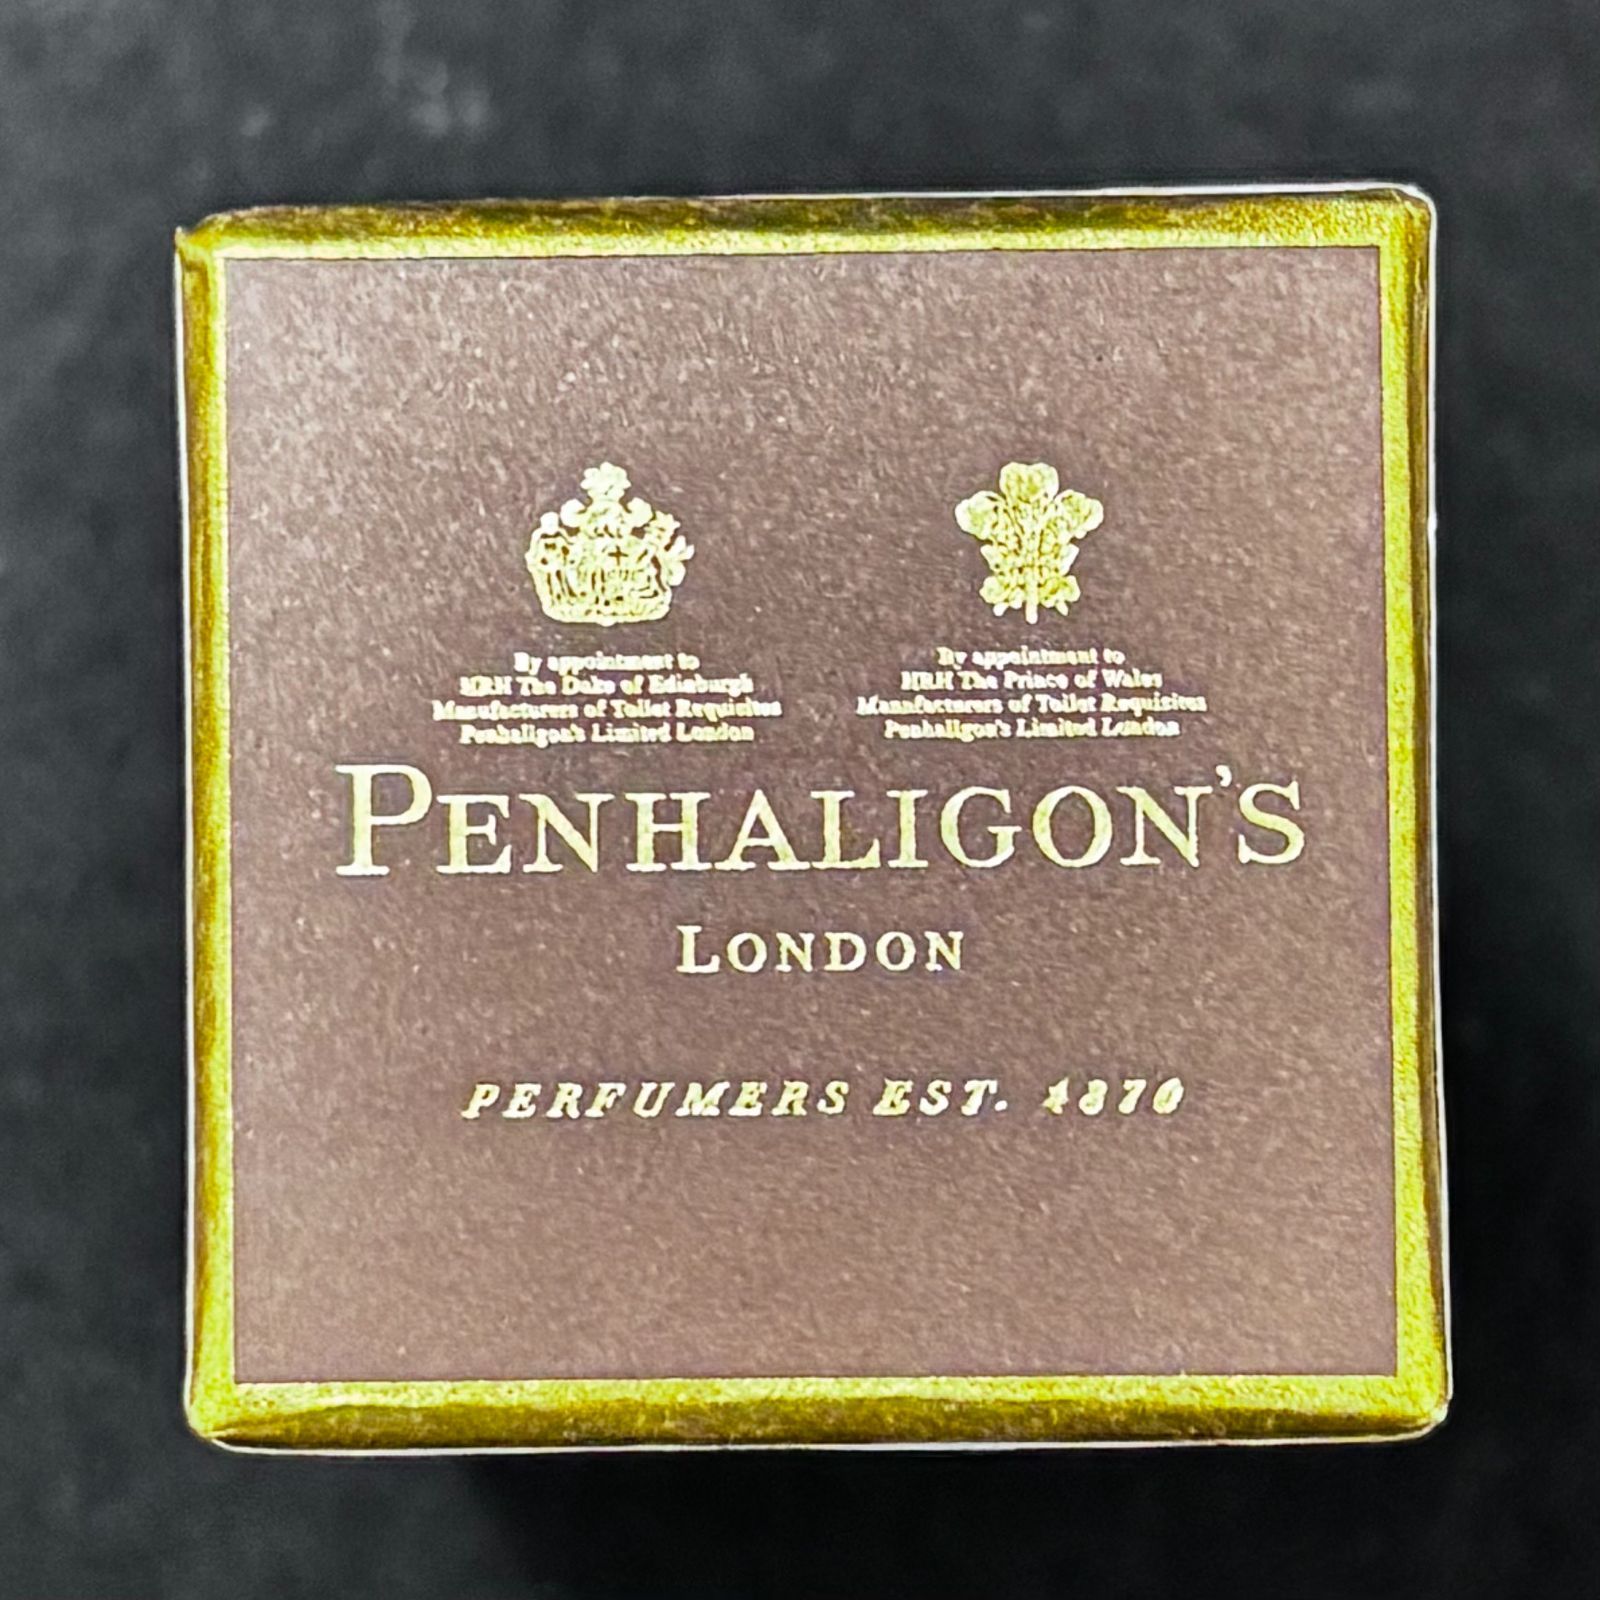 By appointment to
HRH The Duke of Edinburgh
Manufacturers of Toilet Requisites
Penhaligon's Limited London
By appointment to
HRH The Prince of Wales
Manufacturers of Toilet Requisites
Penhaligon's Limited London
PENHALIGON'S
LONDON
PERFUMERS EST. 1870